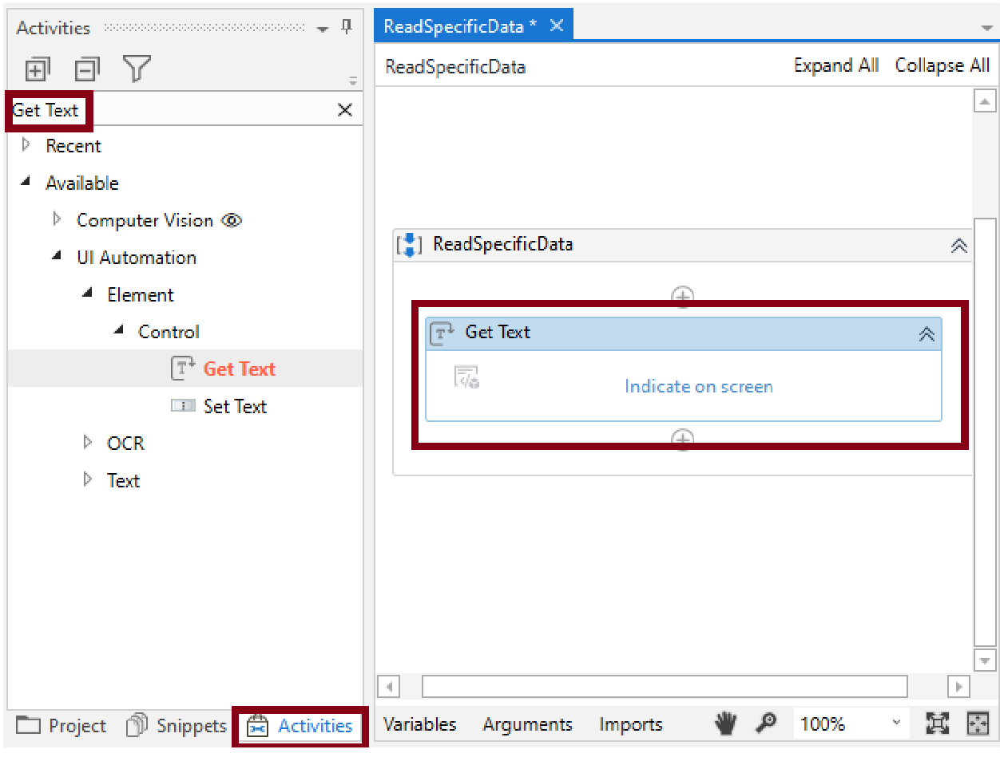 Activities
Get Text
Recent
Available
Computer Vision
UI Automation
Element
Control
Get Text
Set Text
OCR
Text
Project
Snippets
Activities
ReadSpecificData *
ReadSpecificData
Expand All
Collapse All
ReadSpecificData
Get Text
Indicate on screen
Variables
Arguments
Imports
100%